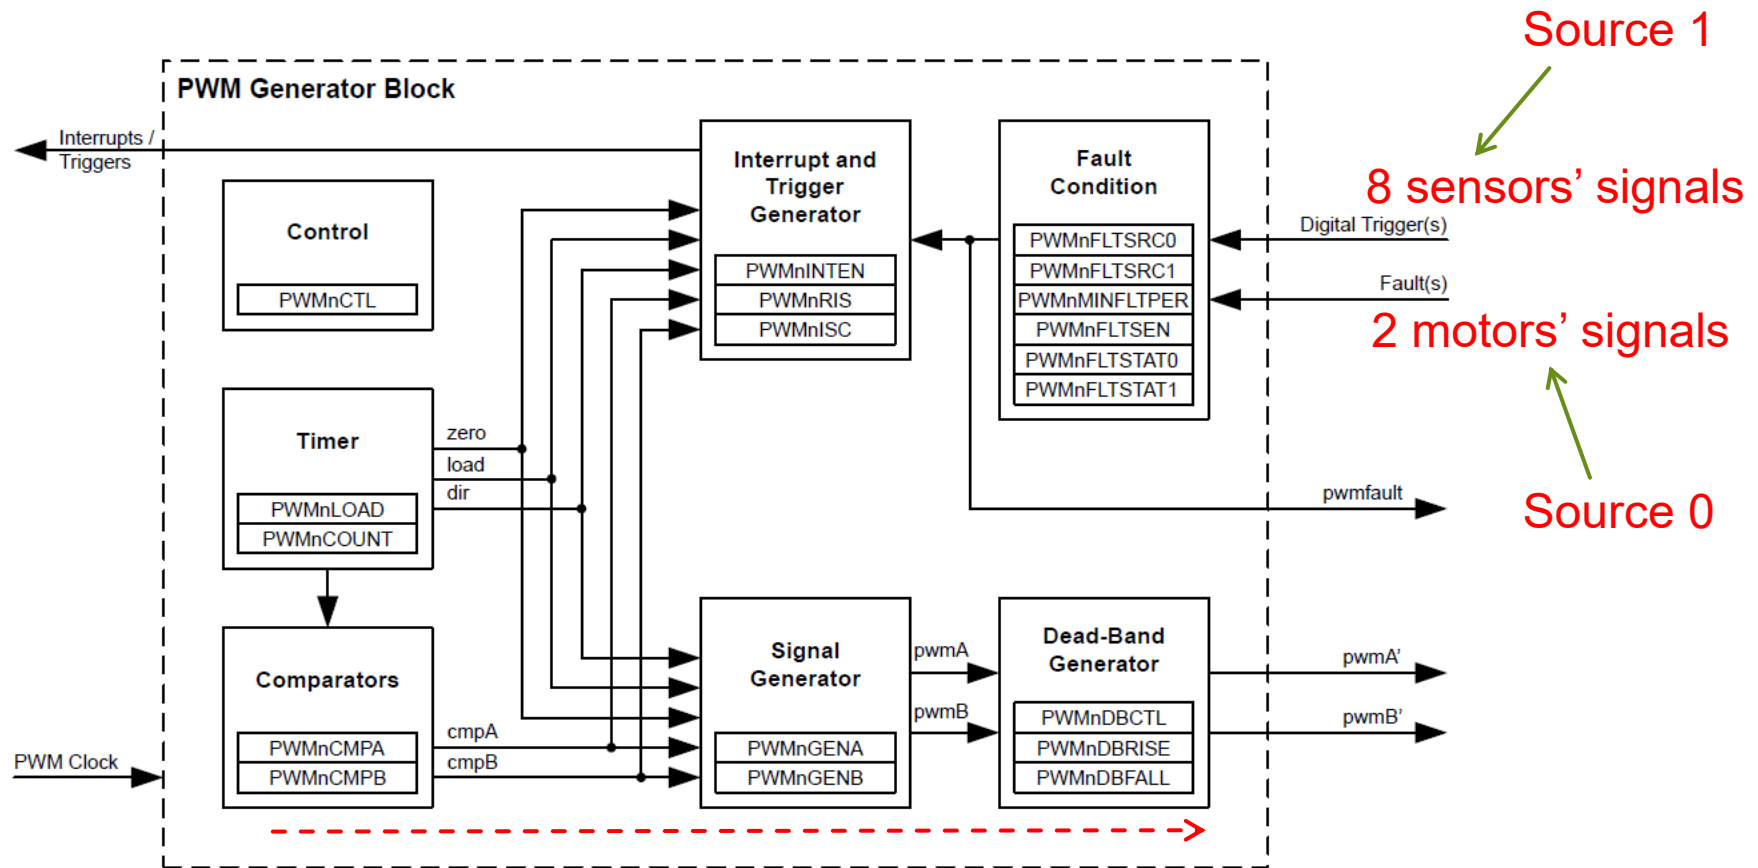 Source 1
PWM Generator Block
Interrupts /
Triggers
Control
PWMnCTL
Interrupt and
Trigger
Generator
PWMnINTEN
PWMnRIS
PWMnISC
Fault
Condition
PWMnFLTSRC0
PWMnFLTSRC1
PWMnMINFLTPER
PWMnFLTSEN
PWMnFLTSTAT0
PWMnFLTSTAT1
8 sensors’ signals
Digital Trigger(s)
Fault(s)
2 motors’ signals
Timer
PWMnLOAD
PWMnCOUNT
zero
load
dir
pwmfault
Source 0
Comparators
PWMnCMPA
PWMnCMPB
cmpA
cmpB
Signal
Generator
PWMnGENA
PWMnGENB
pwmA
pwmB
Dead-Band
Generator
PWMnDBCTL
PWMnDBRISE
PWMnDBFALL
pwmA’
pwmB’
PWM Clock